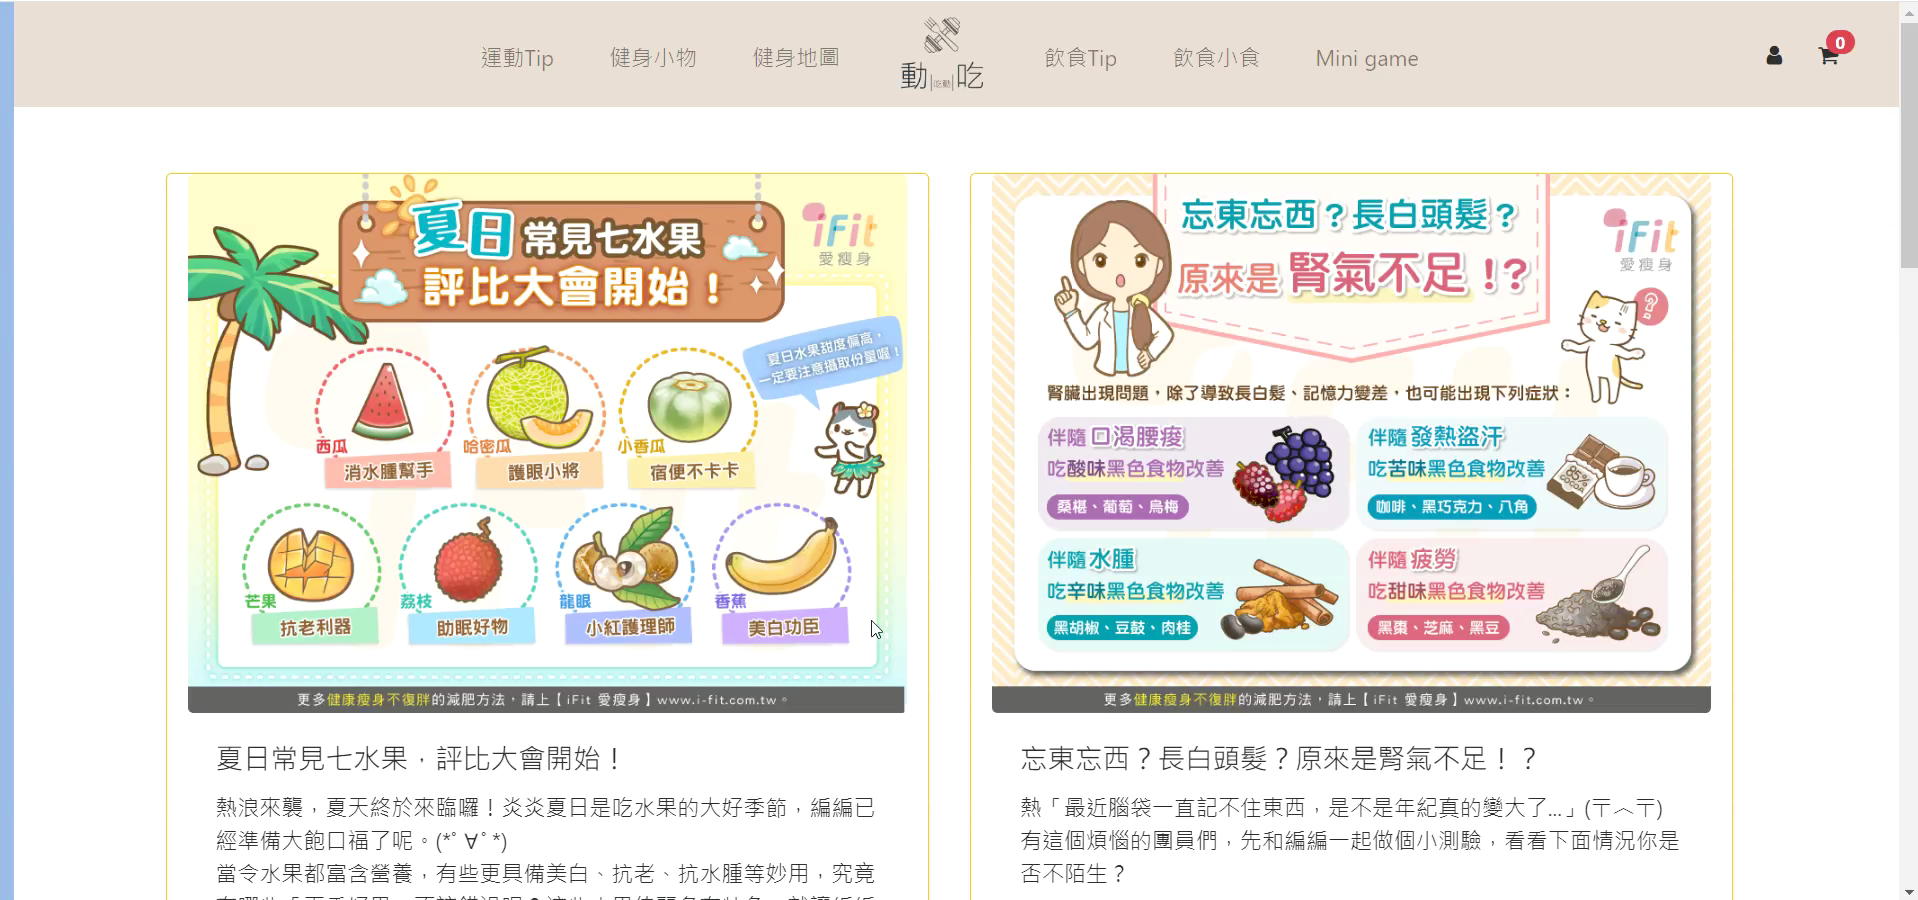 運動Tip
健身小物
健身地圖
動|吃動|吃
飲食Tip
飲食小食
Mini game
0
夏日常見七水果
評比大會開始！
iFit
愛瘦身
夏日水果甜度偏高，
一定要注意攝取份量喔！
西瓜
消水腫幫手
哈密瓜
護眼小將
小香瓜
宿便不卡卡
芒果
抗老利器
荔枝
助眠好物
龍眼
小紅護理師
香蕉
美白功臣
更多健康瘦身不復胖的減肥方法，請上【iFit 愛瘦身】www.i-fit.com.tw。
夏日常見七水果，評比大會開始！
熱浪來襲，夏天終於來臨囉！炎炎夏日是吃水果的大好季節，編編已
經準備大飽口福了呢。(*ﾟ∀ﾟ*)
當令水果都富含營養，有些更具備美白、抗老、抗水腫等妙用，究竟
忘東忘西？長白頭髮？
原來是腎氣不足！？
iFit
愛瘦身
腎臟出現問題，除了導致長白髮、記憶力變差，也可能出現下列症狀：
伴隨口渴腰痠
吃酸味黑色食物改善
桑椹、葡萄、烏梅
伴隨發熱盜汗
吃苦味黑色食物改善
咖啡、黑巧克力、八角
伴隨水腫
吃辛味黑色食物改善
黑胡椒、豆鼓、肉桂
伴隨疲勞
吃甜味黑色食物改善
黑棗、芝麻、黑豆
更多健康瘦身不復胖的減肥方法，請上【iFit 愛瘦身】www.i-fit.com.tw。
忘東忘西？長白頭髮？原來是腎氣不足！？
熱「最近腦袋一直記不住東西，是不是年紀真的變大了...」(〒︿〒)
有這個煩惱的團員們，先和編編一起做個小測驗，看看下面情況你是
否不陌生？